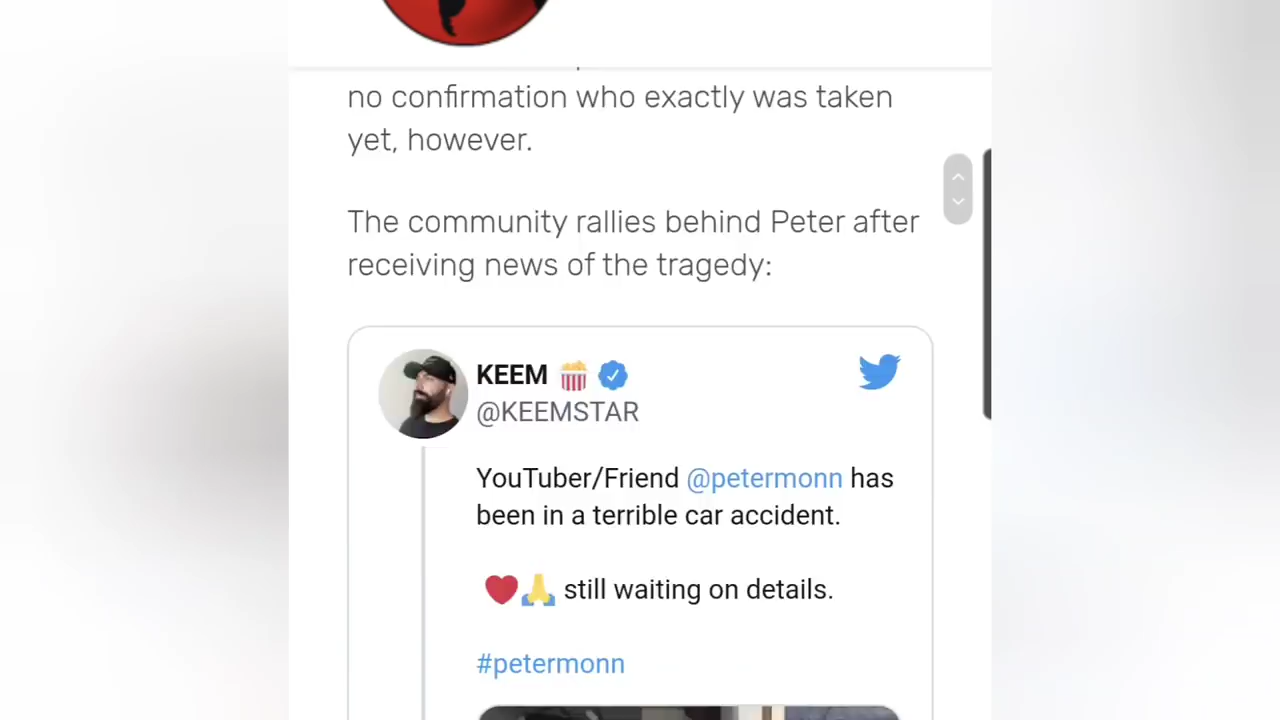 no confirmation who exactly was taken
yet, however.
The community rallies behind Peter after
receiving news of the tragedy:
KEEM 🍿
@KEEMSTAR
YouTuber/Friend @petermonn has
been in a terrible car accident.
❤️🙏 still waiting on details.
#petermonn